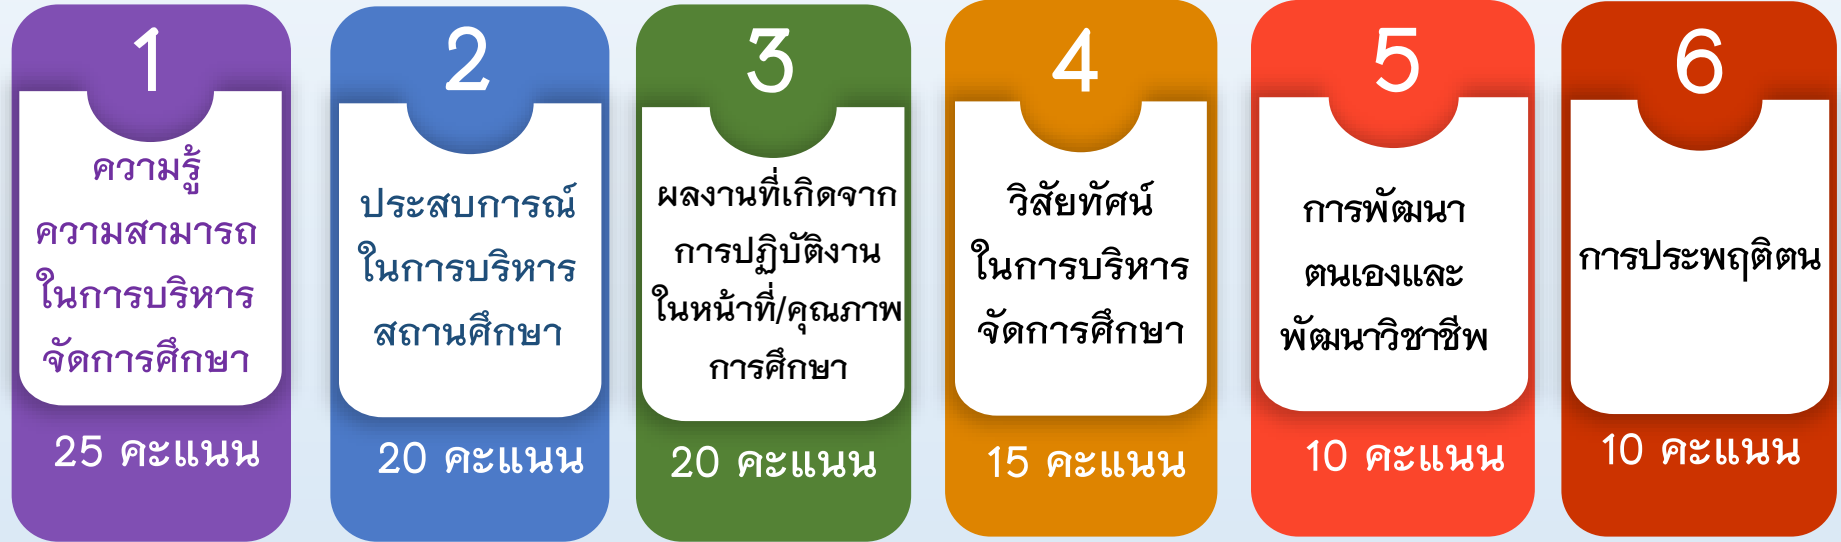 1
ความรู้
ความสามารถ
ในการบริหาร
จัดการศึกษา
25 คะแนน
2
ประสบการณ์
ในการบริหาร
สถานศึกษา
20 คะแนน
3
ผลงานที่เกิดจาก
การปฏิบัติงาน
ในหน้าที่/คุณภาพ
การศึกษา
20 คะแนน
4
วิสัยทัศน์
ในการบริหาร
จัดการศึกษา
15 คะแนน
5
การพัฒนา
ตนเองและ
พัฒนาวิชาชีพ
10 คะแนน
6
การประพฤติตน
10 คะแนน